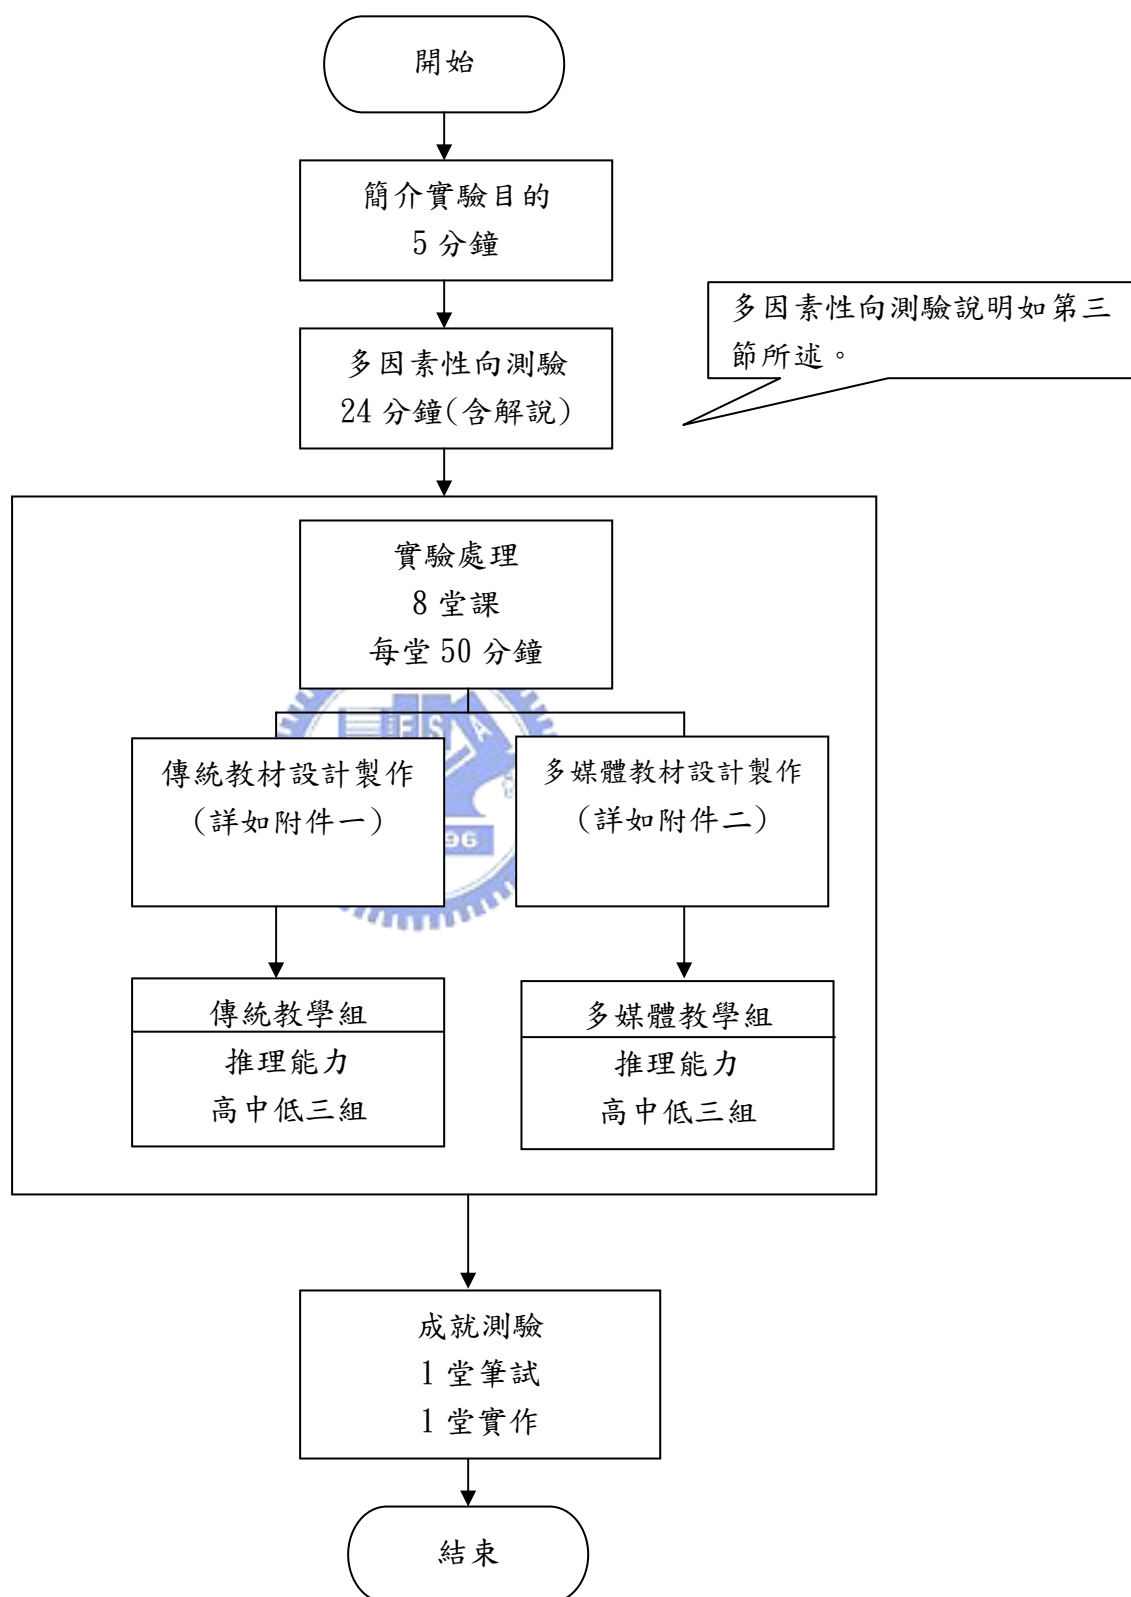 開始
簡介實驗目的
5 分鐘
多因素性向測驗說明如第三
節所述。
多因素性向測驗
24 分鐘(含解說)
實驗處理
8 堂課
每堂 50 分鐘
傳統教材設計製作
(詳如附件一)
多媒體教材設計製作
(詳如附件二)
E S A
96
傳統教學組
推理能力
高中低三組
多媒體教學組
推理能力
高中低三組
成就測驗
1 堂筆試
1 堂實作
結束